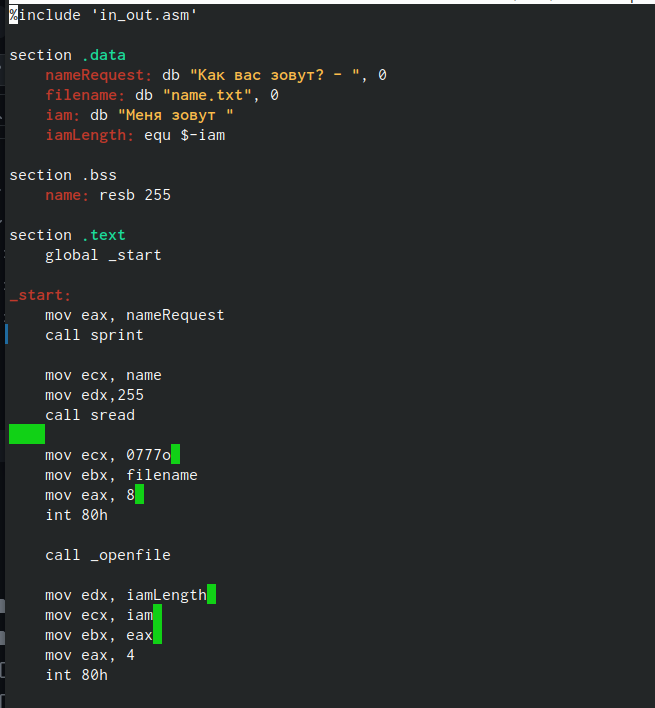 %include 'in_out.asm'
section .data
nameRequest: db "Как вас зовут? - ", 0
filename: db "name.txt", 0
iam: db "Меня зовут "
iamLength: equ $-iam
section .bss
name: resb 255
section .text
global _start
_start:
mov eax, nameRequest
call sprint
mov ecx, name
mov edx,255
call sread
mov ecx, 0777o
mov ebx, filename
mov eax, 8
int 80h
call _openfile
mov edx, iamLength
mov ecx, iam
mov ebx, eax
mov eax, 4
int 80h